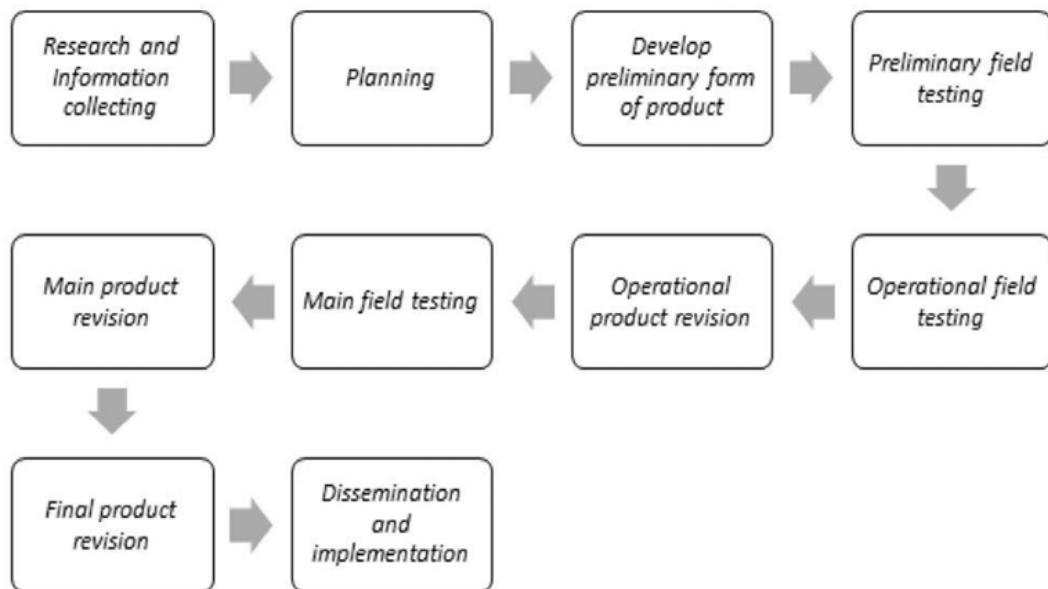 Research and
Information
collecting
Planning
Develop
preliminary form
of product
Preliminary field
testing
Operational field
testing
Operational
product revision
Main field testing
Main product
revision
Final product
revision
Dissemination
and
implementation